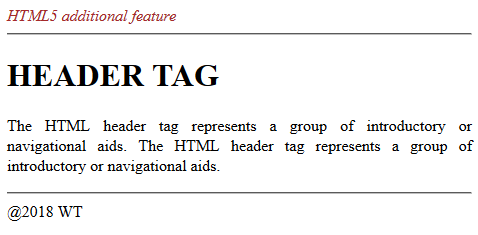 HTML5 additional feature
HEADER TAG
The HTML header tag represents a group of introductory or
navigational aids. The HTML header tag represents a group of
introductory or navigational aids.
@2018 WT